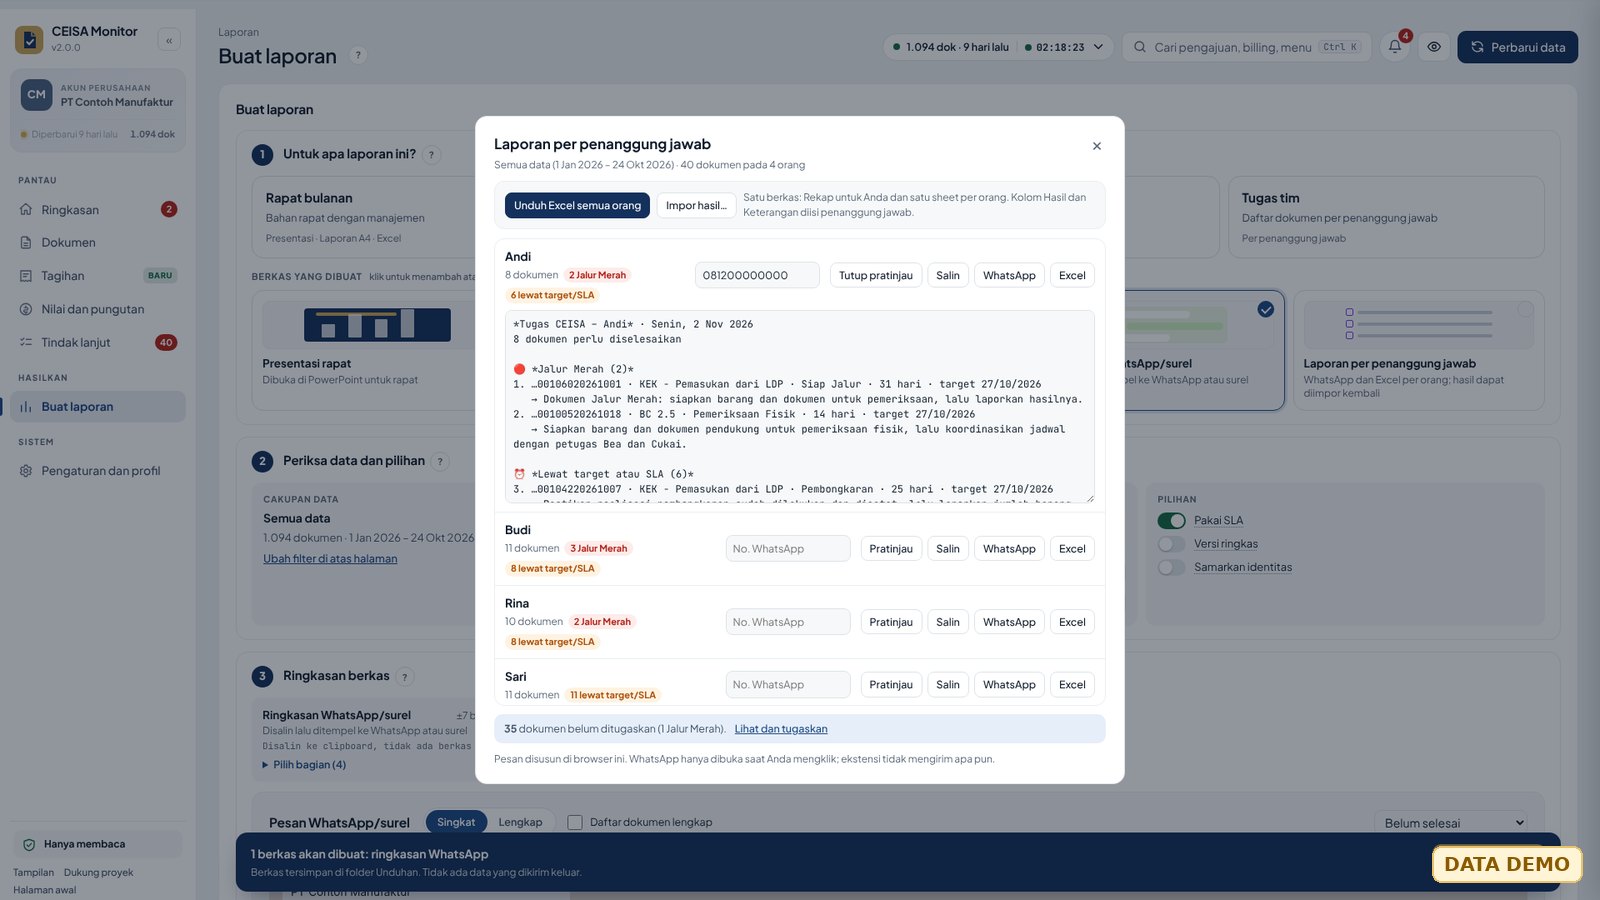 CEISA Monitor
v2.0.0
«
CM
AKUN PERUSAHAAN
PT Contoh Manufaktur
Diperbarui 9 hari lalu
1.094 dok
PANTAU
Ringkasan
2
Dokumen
Tagihan
BARU
Nilai dan pungutan
Tindak lanjut
40
HASILKAN
Buat laporan
SISTEM
Pengaturan dan profil
Hanya membaca
Tampilan Dukung proyek
Halaman awal
Laporan
Buat laporan ?
1.094 dok · 9 hari lalu
02:18:23
Cari pengajuan, billing, menu
Ctrl K
4
Perbarui data
Buat laporan
1 Untuk apa laporan ini? ?
Rapat bulanan
Bahan rapat dengan manajemen
Presentasi · Laporan A4 · Excel
Tugas tim
Daftar dokumen per penanggung jawab
Per penanggung jawab
BERKAS YANG DIBUAT klik untuk menambah
Presentasi rapat
Dibuka di PowerPoint untuk rapat
Laporan per penanggung jawab
WhatsApp dan Excel per orang; hasil dapat
diimpor kembali
2 Periksa data dan pilihan ?
CAKUPAN DATA
Semua data
1.094 dokumen · 1 Jan 2026 – 24 Okt 2026
Ubah filter di atas halaman
PILIHAN
Pakai SLA
Versi ringkas
Samarkan identitas
3 Ringkasan berkas ?
Ringkasan WhatsApp/surel
±7 b
Disalin lalu ditempel ke WhatsApp atau surel
Disalin ke clipboard, tidak ada berkas
Pilih bagian (4)
Pesan WhatsApp/surel
Singkat
Lengkap
Daftar dokumen lengkap
Belum selesai
1 berkas akan dibuat: ringkasan WhatsApp
Berkas tersimpan di folder Unduhan. Tidak ada data yang dikirim keluar.
PT Contoh Manufaktur
DATA DEMO
Laporan per penanggung jawab
×
Semua data (1 Jan 2026 – 24 Okt 2026) · 40 dokumen pada 4 orang
Unduh Excel semua orang
Impor hasil…
Satu berkas: Rekap untuk Anda dan satu sheet per orang. Kolom Hasil dan
Keterangan diisi penanggung jawab.
Andi
8 dokumen 2 Jalur Merah
6 lewat target/SLA
081200000000
Tutup pratinjau
Salin
WhatsApp
Excel
*Tugas CEISA – Andi* · Senin, 2 Nov 2026
8 dokumen perlu diselesaikan
🔴 *Jalur Merah (2)*
1. …00106020261001 · KEK - Pemasukan dari LDP · Siap Jalur · 31 hari · target 27/10/2026
→ Dokumen Jalur Merah: siapkan barang dan dokumen untuk pemeriksaan, lalu laporkan hasilnya.
2. …00100520261018 · BC 2.5 · Pemeriksaan Fisik · 14 hari · target 27/10/2026
→ Siapkan barang dan dokumen pendukung untuk pemeriksaan fisik, lalu koordinasikan jadwal
dengan petugas Bea dan Cukai.
⏰ *Lewat target atau SLA (6)*
3. …00104220261007 · KEK - Pemasukan dari LDP · Pembongkaran · 25 hari · target 27/10/2026
Budi
11 dokumen 3 Jalur Merah
8 lewat target/SLA
No. WhatsApp
Pratinjau
Salin
WhatsApp
Excel
Rina
10 dokumen 2 Jalur Merah
8 lewat target/SLA
No. WhatsApp
Pratinjau
Salin
WhatsApp
Excel
Sari
11 dokumen 11 lewat target/SLA
No. WhatsApp
Pratinjau
Salin
WhatsApp
Excel
35 dokumen belum ditugaskan (1 Jalur Merah). Lihat dan tugaskan
Pesan disusun di browser ini. WhatsApp hanya dibuka saat Anda mengklik; ekstensi tidak mengirim apa pun.